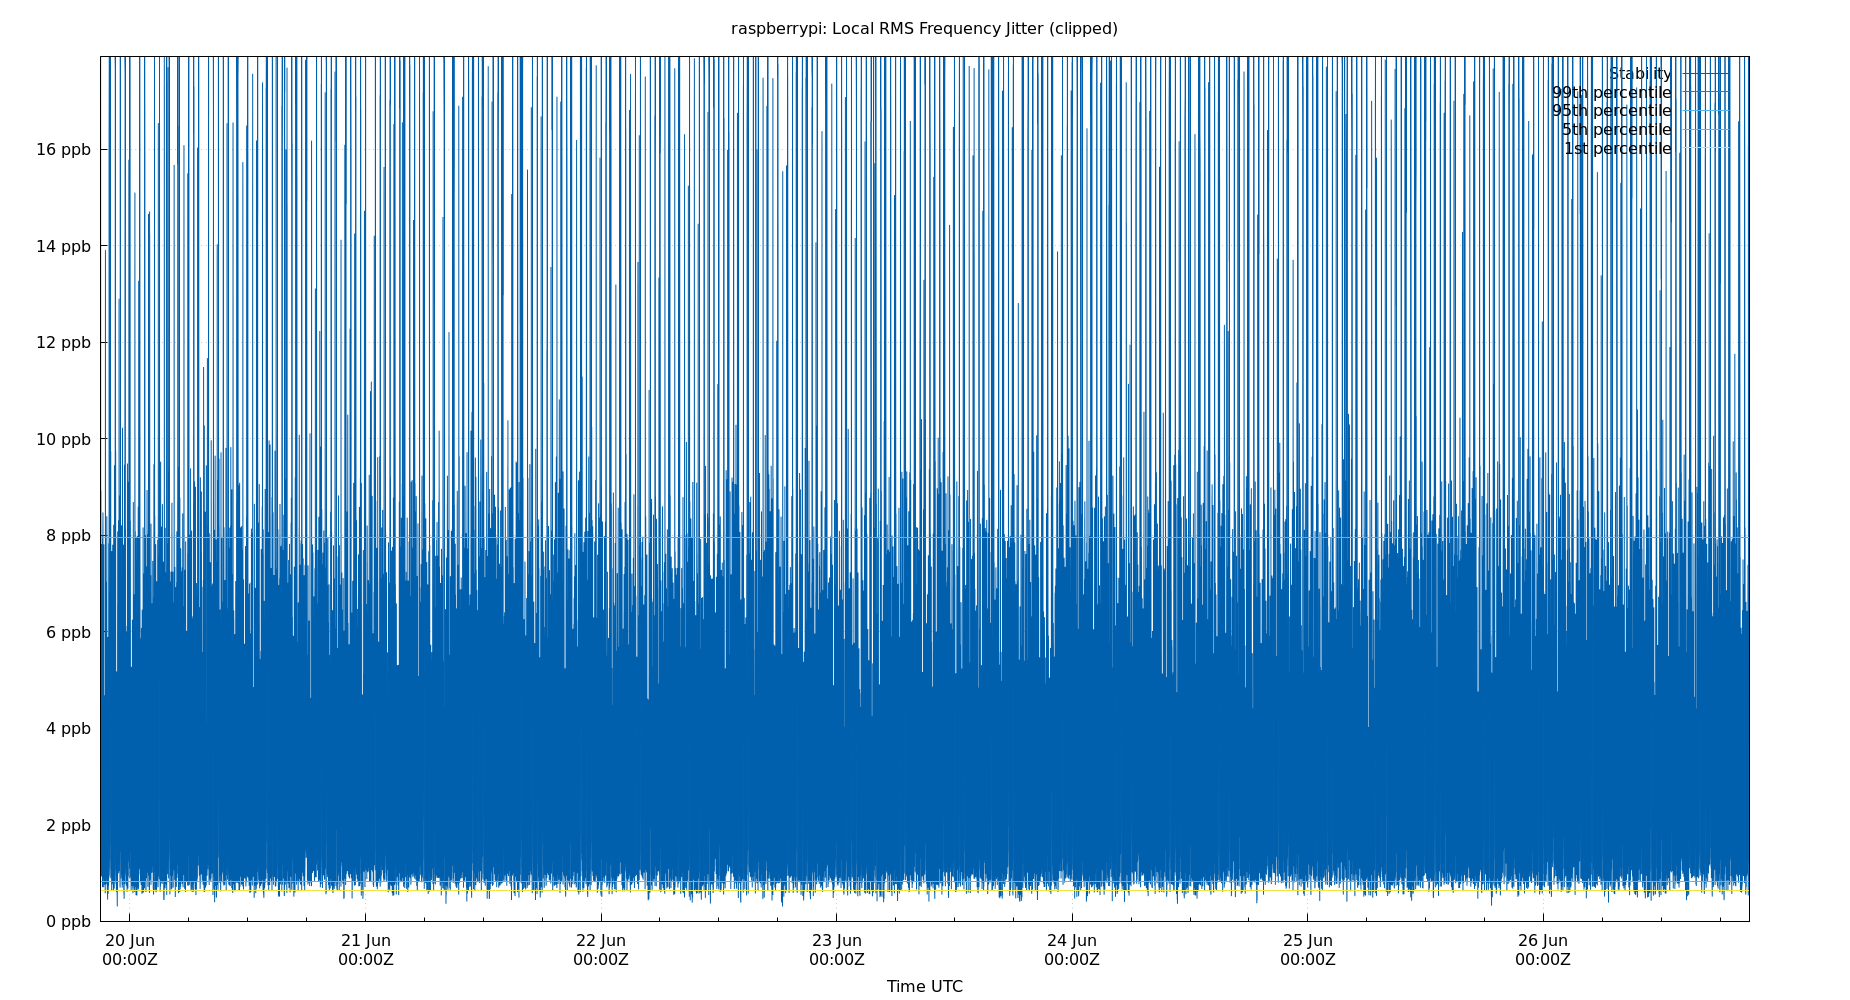 raspberrypi: Local RMS Frequency Jitter (clipped)
Stability
99th percentile
95th percentile
5th percentile
1st percentile
16 ppb
14 ppb
12 ppb
10 ppb
8 ppb
6 ppb
4 ppb
2 ppb
0 ppb
20 Jun 21 Jun 22 Jun 23 Jun 24 Jun 25 Jun 26 Jun
00:00Z 00:00Z 00:00Z 00:00Z 00:00Z 00:00Z 00:00Z
Time UTC